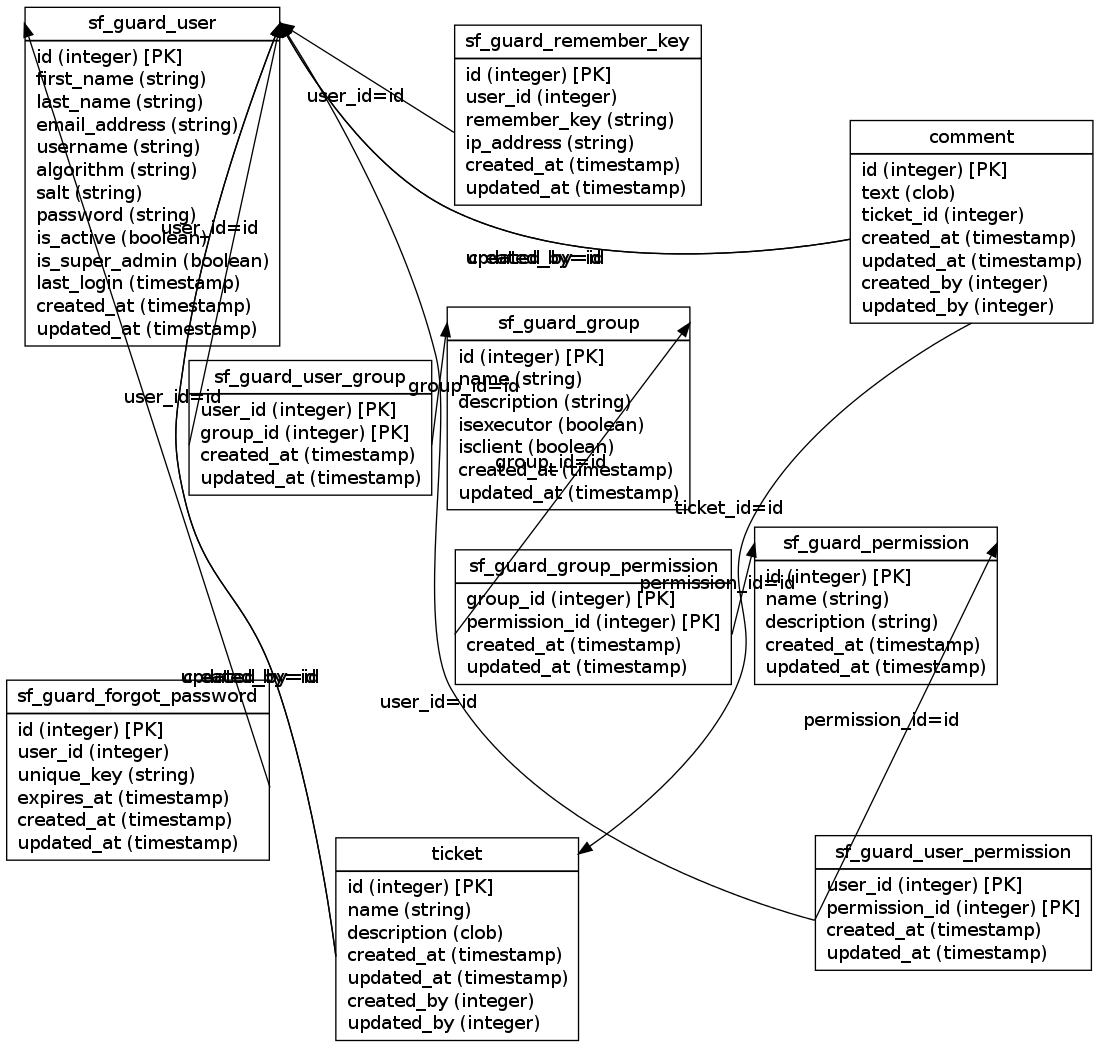 sf_guard_user
id (integer) [PK]
first_name (string)
last_name (string)
email_address (string)
username (string)
algorithm (string)
salt (string)
password (string)
is_active (boolean)
is_super_admin (boolean)
last_login (timestamp)
created_at (timestamp)
updated_at (timestamp)
user_id=id
sf_guard_remember_key
id (integer) [PK]
user_id (integer)
remember_key (string)
ip_address (string)
created_at (timestamp)
updated_at (timestamp)
user_id=id
comment
id (integer) [PK]
text (clob)
ticket_id (integer)
created_at (timestamp)
updated_at (timestamp)
created_by (integer)
updated_by (integer)
created_by=id
updated_by=id
sf_guard_user_group
user_id (integer) [PK]
group_id (integer) [PK]
created_at (timestamp)
updated_at (timestamp)
user_id=id
group_id=id
sf_guard_group
id (integer) [PK]
name (string)
description (string)
isexecutor (boolean)
isclient (boolean)
created_at (timestamp)
updated_at (timestamp)
group_id=id
ticket_id=id
sf_guard_group_permission
group_id (integer) [PK]
permission_id (integer) [PK]
created_at (timestamp)
updated_at (timestamp)
permission_id=id
sf_guard_permission
id (integer) [PK]
name (string)
description (string)
created_at (timestamp)
updated_at (timestamp)
created_by=id
updated_by=id
sf_guard_forgot_password
id (integer) [PK]
user_id (integer)
unique_key (string)
expires_at (timestamp)
created_at (timestamp)
updated_at (timestamp)
user_id=id
permission_id=id
ticket
id (integer) [PK]
name (string)
description (clob)
created_at (timestamp)
updated_at (timestamp)
created_by (integer)
updated_by (integer)
sf_guard_user_permission
user_id (integer) [PK]
permission_id (integer) [PK]
created_at (timestamp)
updated_at (timestamp)